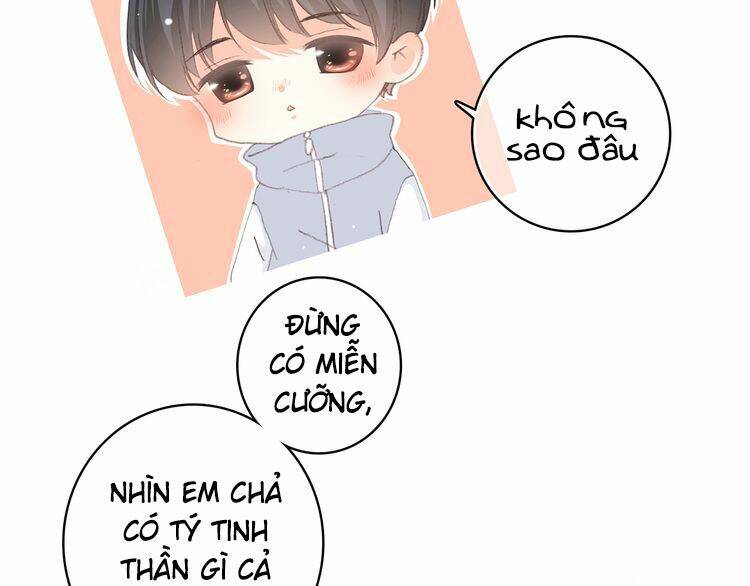 không
sao đâu
ĐỪNG
CÓ MIỄN
CƯỠNG,
NHÌN EM CHẢ
CÓ TÝ TINH
THẦN GÌ CẢ